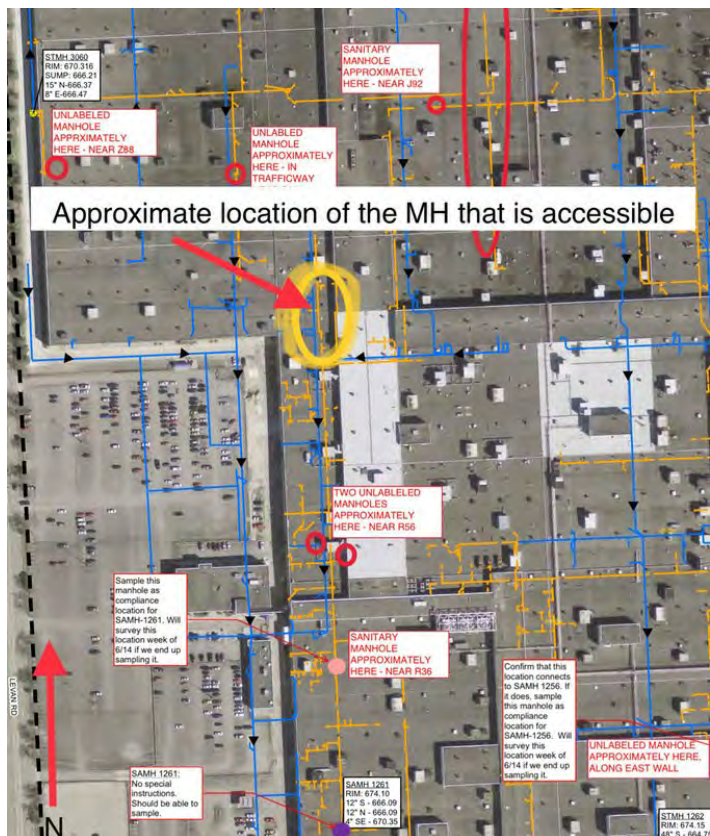 STMH 3060
RIM: 670.316
SUMP: 666.21
15" N-666.37
8" E-666.47
SANITARY
MANHOLE
APPROXIMATELY
HERE - NEAR J92
UNLABELED
MANHOLE
APPRXIMATELY
HERE - NEAR Z88
UNLABLED
MANHOLE
APPROXIMATELY
HERE - IN
TRAFFICWAY
Approximate location of the MH that is accessible
TWO UNLABLELED
MANHOLES
APPROXIMATELY
HERE - NEAR R56
Sample this
manhole as
compliance
location for
SAMH-1261. Will
survey this
location week of
6/14 if we end up
sampling it.
SANITARY
MANHOLE
APPROXIMATELY
HERE - NEAR R36
Confirm that this
location connects
to SAMH 1256. If
it does, sample
this manhole as
compliance
location for
SAMH-1256. Will
survey this
location week of
6/14 if we end up
sampling it.
UNLABELED MANHOLE
APPROXIMATELY HERE,
ALONG EAST WALL
LEVAN RD
SAMH 1261:
No special
instructions.
Should be able to
sample.
SAMH 1261
RIM: 674.10
12" S - 666.09
12" N - 666.09
4" SE - 670.35
STMH 1262
RIM: 674.15
N